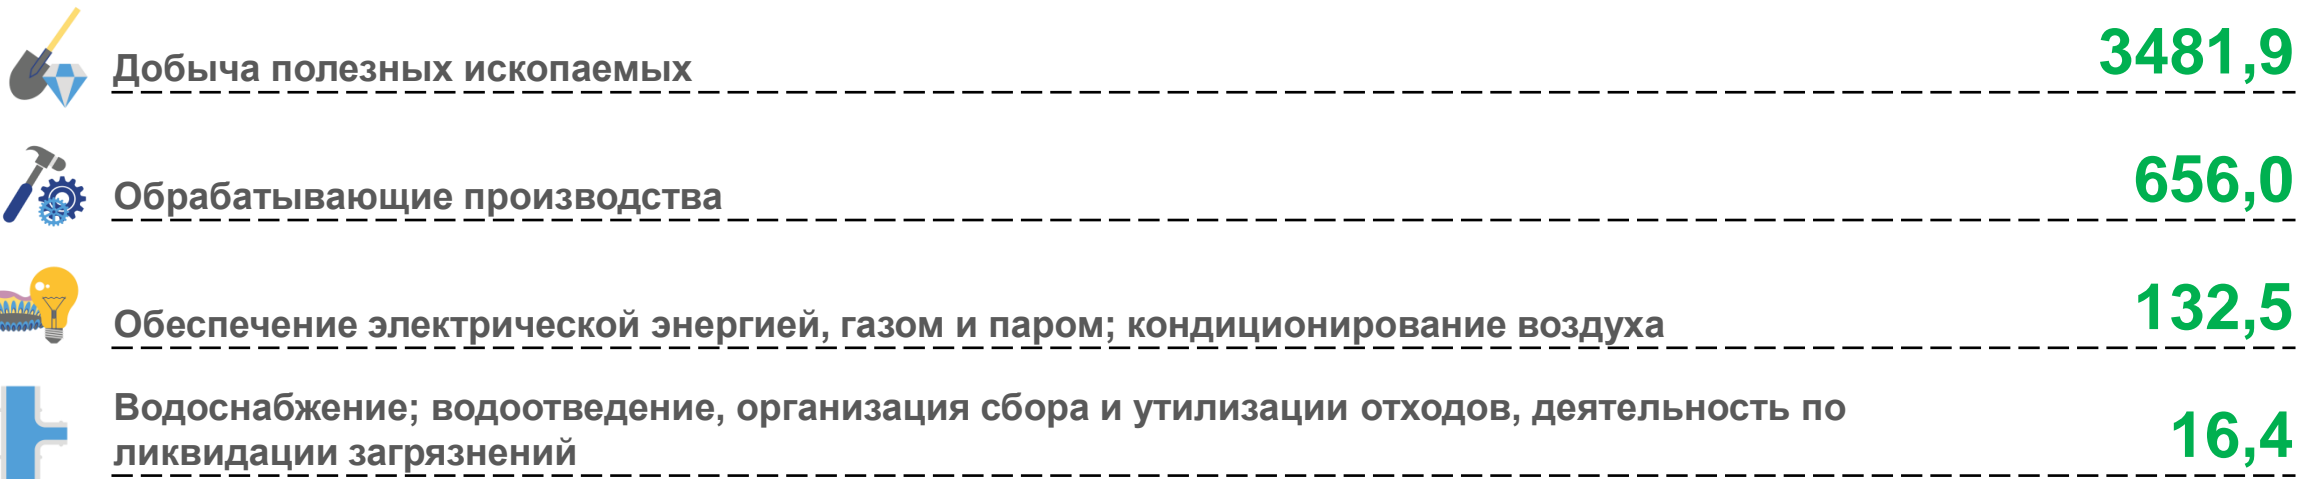 Добыча полезных ископаемых 3481,9
Обрабатывающие производства 656,0
Обеспечение электрической энергией, газом и паром; кондиционирование воздуха 132,5
Водоснабжение; водоотведение, организация сбора и утилизации отходов, деятельность по
ликвидации загрязнений 16,4